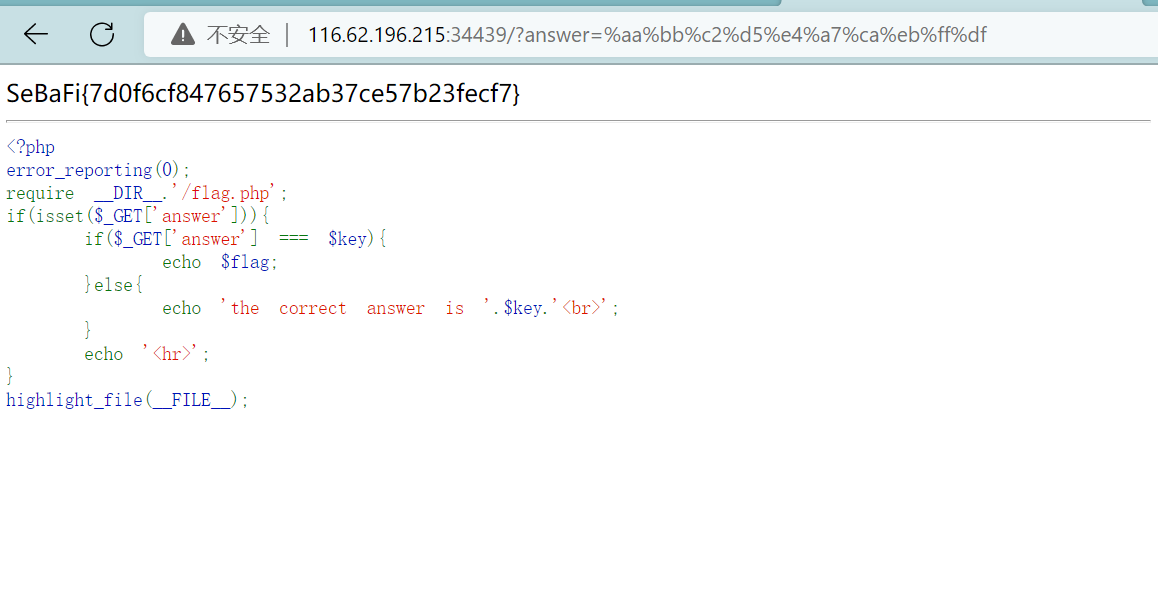 不安全 | 116.62.196.215:34439/?answer=%aa%bb%c2%d5%e4%a7%ca%eb%ff%df
SeBaFi{7d0f6cf847657532ab37ce57b23fecf7}
<?php
error_reporting(0);
require __DIR__.'/flag.php';
if(isset($_GET['answer'])){
        if($_GET['answer'] === $key){
                echo $flag;
        }else{
                echo 'the correct answer is '.$key.'<br>';
        }
        echo '<hr>';
}
highlight_file(__FILE__);